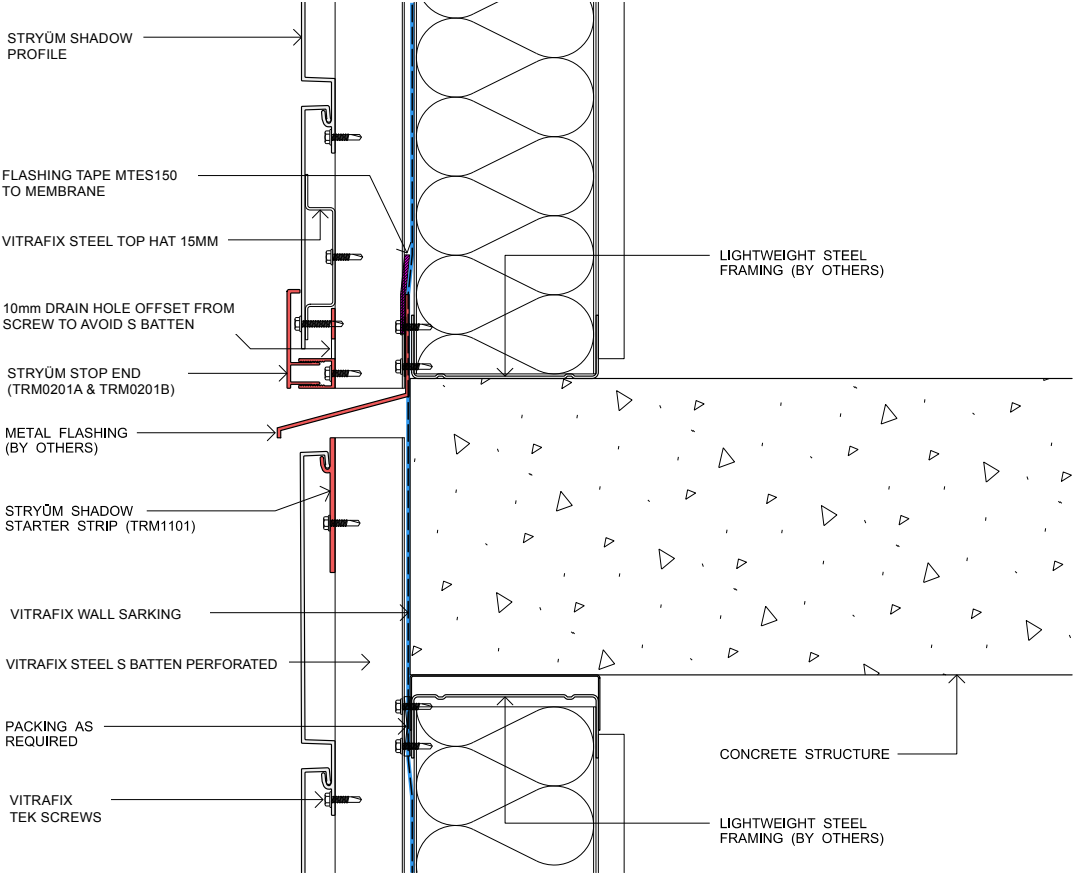 STRYÜM SHADOW
PROFILE
FLASHING TAPE MTES150
TO MEMBRANE
VITRAFIX STEEL TOP HAT 15MM
10mm DRAIN HOLE OFFSET FROM
SCREW TO AVOID S BATTEN
STRYÜM STOP END
(TRM0201A & TRM0201B)
METAL FLASHING
(BY OTHERS)
STRYŪM SHADOW
STARTER STRIP (TRM1101)
VITRAFIX WALL SARKING
VITRAFIX STEEL S BATTEN PERFORATED
PACKING AS
REQUIRED
VITRAFIX
TEK SCREWS
LIGHTWEIGHT STEEL
FRAMING (BY OTHERS)
CONCRETE STRUCTURE
LIGHTWEIGHT STEEL
FRAMING (BY OTHERS)